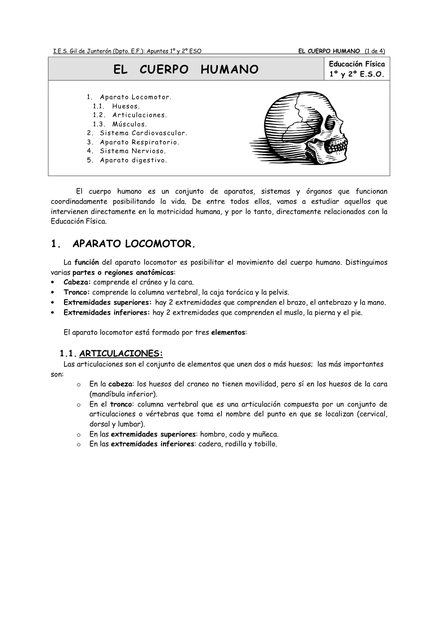 I.E.S. Gil de Junterón (Dpto. E.F.): Apuntes 1º y 2º ESO EL CUERPO HUMANO (1 de 4)
EL CUERPO HUMANO
Educación Física
1º y 2º E.S.O.
1. Aparato Locomotor.
1.1. Huesos.
1.2. Articulaciones.
1.3. Músculos.
2. Sistema Cardiovascular.
3. Aparato Respiratorio.
4. Sistema Nervioso.
5. Aparato digestivo.
El cuerpo humano es un conjunto de aparatos, sistemas y órganos que funcionan
coordinadamente posibilitando la vida. De entre todos ellos, vamos a estudiar aquellos que
intervienen directamente en la motricidad humana, y por lo tanto, directamente relacionados con la
Educación Física.
1. APARATO LOCOMOTOR.
La función del aparato locomotor es posibilitar el movimiento del cuerpo humano. Distinguimos
varias partes o regiones anatómicas:
• Cabeza: comprende el cráneo y la cara.
• Tronco: comprende la columna vertebral, la caja torácica y la pelvis.
• Extremidades superiores: hay 2 extremidades que comprenden el brazo, el antebrazo y la mano.
• Extremidades inferiores: hay 2 extremidades que comprenden el muslo, la pierna y el pie.
El aparato locomotor está formado por tres elementos:
1.1. ARTICULACIONES:
Las articulaciones son el conjunto de elementos que unen dos o más huesos; las más importantes
son:
o En la cabeza: los huesos del craneo no tienen movilidad, pero sí en los huesos de la cara
(mandíbula inferior).
o En el tronco: columna vertebral que es una articulación compuesta por un conjunto de
articulaciones o vértebras que toma el nombre del punto en que se localizan (cervical,
dorsal y lumbar).
o En las extremidades superiores: hombro, codo y muñeca.
o En las extremidades inferiores: cadera, rodilla y tobillo.